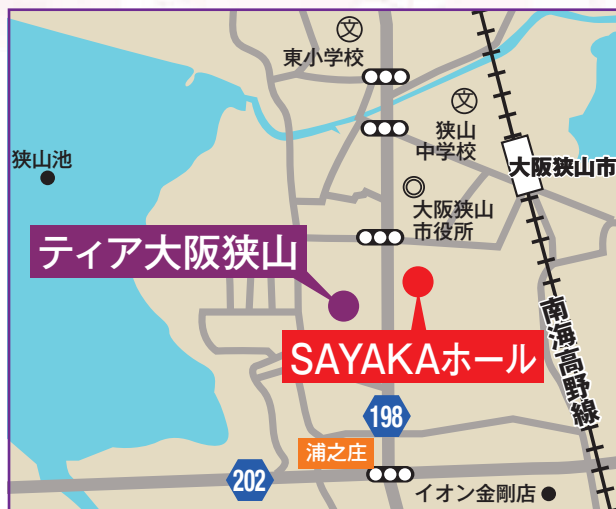 文
東小学校
文
狭山
中学校
狭山池
大阪狭山市
大阪狭山
市役所
ティア大阪狭山
SAYAKAホール
南海高野線
198
浦之庄
202
イオン金剛店